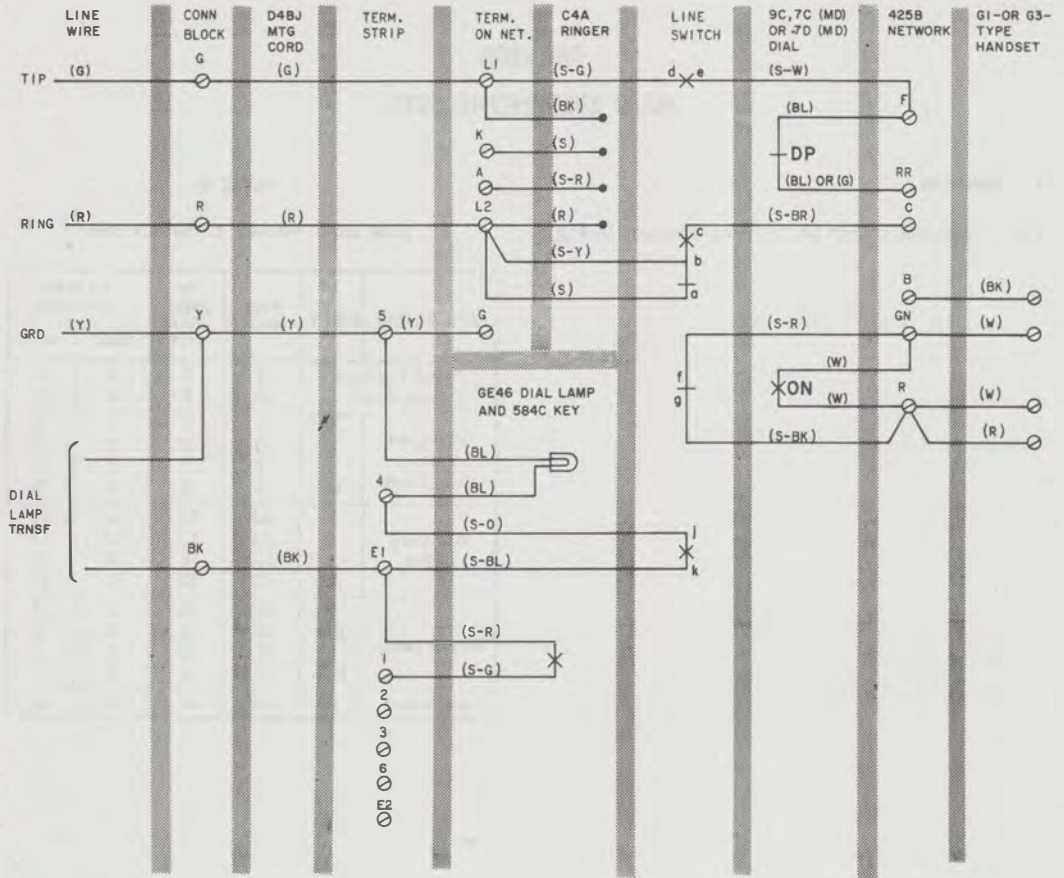 LINE WIRE
CONN BLOCK
D4BJ MTG CORD
TERM. STRIP
TERM. ON NET.
C4A RINGER
LINE SWITCH
9C, 7C (MD) OR -7D (MD) DIAL
425B NETWORK
G1-OR G3-TYPE HANDSET
G
L1
TIP (G) (G) (S-G) d e (S-W)
F
(BK) (BL)
K (S) DP
A (S-R) (BL) OR (G) RR
R L2 C
RING (R) (R) (R) (S-BR)
c
(S-Y) b
(S) a
B (BK)
Y 5 G GN
GRD (Y) (Y) (Y) (S-R) (W)
(W)
f
g
ON
(W) R (W)
(S-BK) (R)
GE46 DIAL LAMP
AND 584C KEY
(BL)
4 (BL)
DIAL
LAMP
TRNSF
(S-O) j
BK (BK) E1 (S-BL) k
(S-R)
1 (S-G)
2
3
6
E2